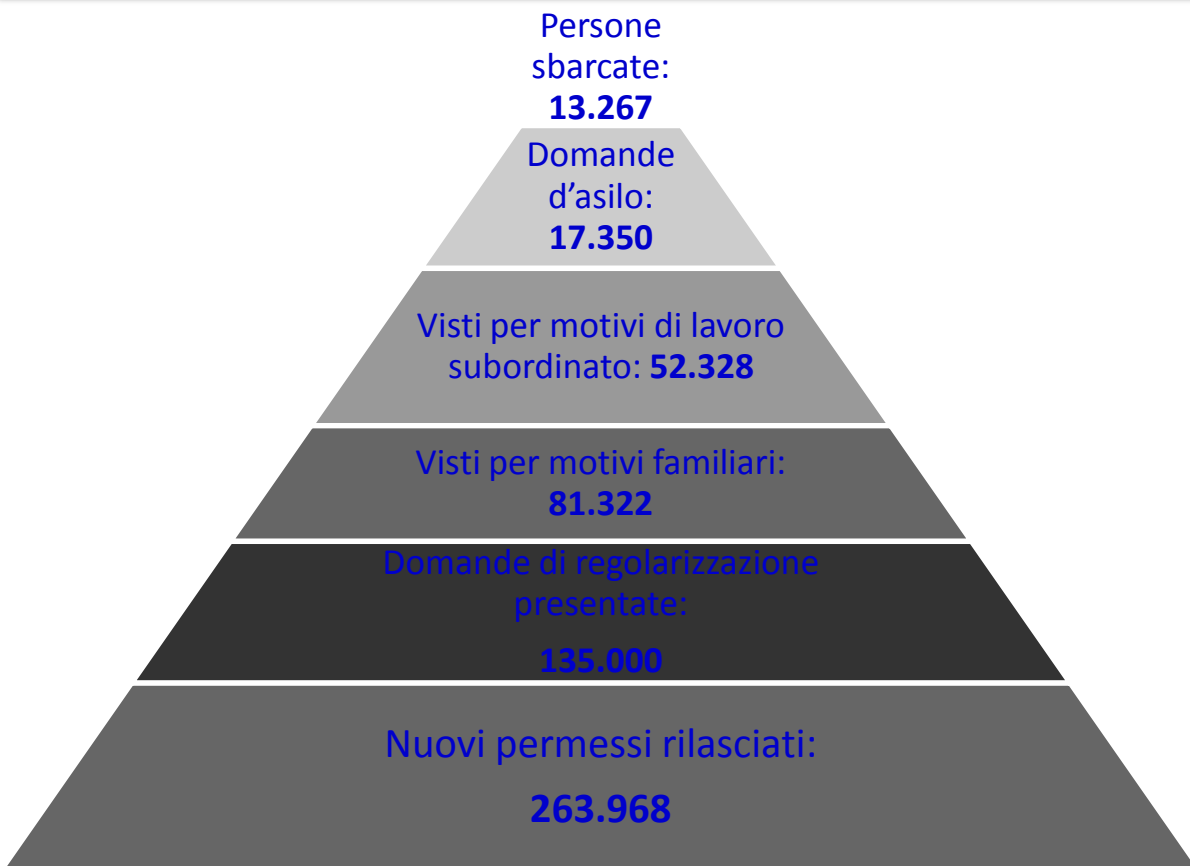 Persone
sbarcate:
13.267
Domande
d’asilo:
17.350
Visti per motivi di lavoro
subordinato: 52.328
Visti per motivi familiari:
81.322
Domande di regolarizzazione
presentate:
135.000
Nuovi permessi rilasciati:
263.968